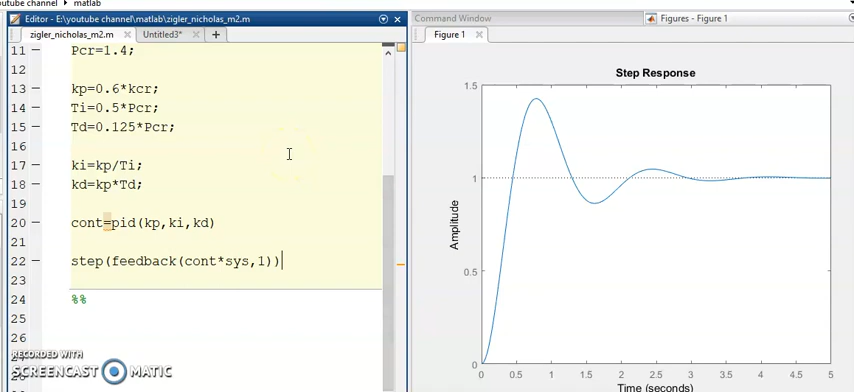 youtube channel ▸ matlab
Editor - E:\youtube channel\matlab\zigler_nicholas_m2.m
zigler_nicholas_m2.m × Untitled3* × +
11 — Pcr=1.4;
12
13 — kp=0.6*kcr;
14 — Ti=0.5*Pcr;
15 — Td=0.125*Pcr;
16
17 — ki=kp/Ti;
18 — kd=kp*Td;
19
20 — cont=pid(kp,ki,kd)
21
22 — step(feedback(cont*sys,1))
23
24 %%
25
26
RECORDED WITH
SCREENCAST MATIC
Command Window
Figures - Figure 1
Figure 1 ×
Step Response
1.5
1
0.5
0
Amplitude
0 0.5 1 1.5 2 2.5 3 3.5 4 4.5 5
Time (seconds)